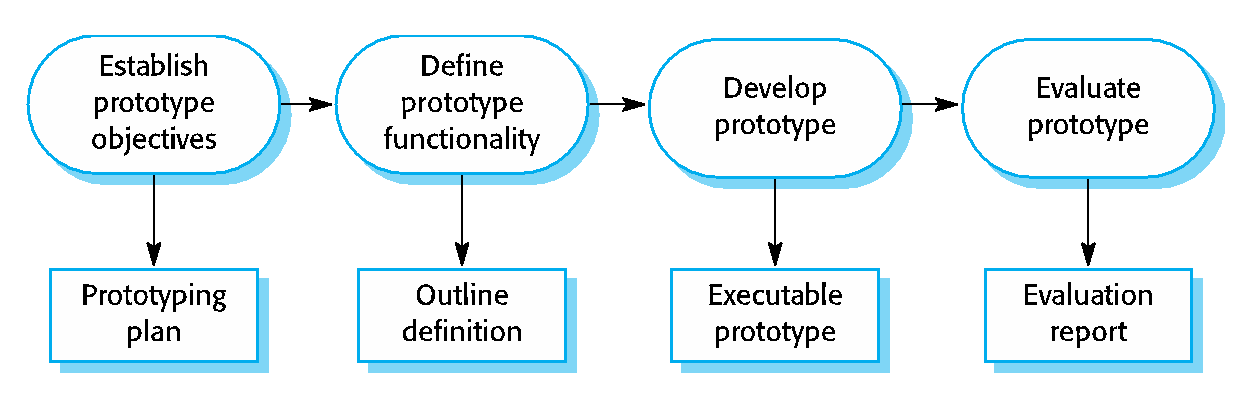 Establish
prototype
objectives
Define
prototype
functionality
Develop
prototype
Evaluate
prototype
Prototyping
plan
Outline
definition
Executable
prototype
Evaluation
report